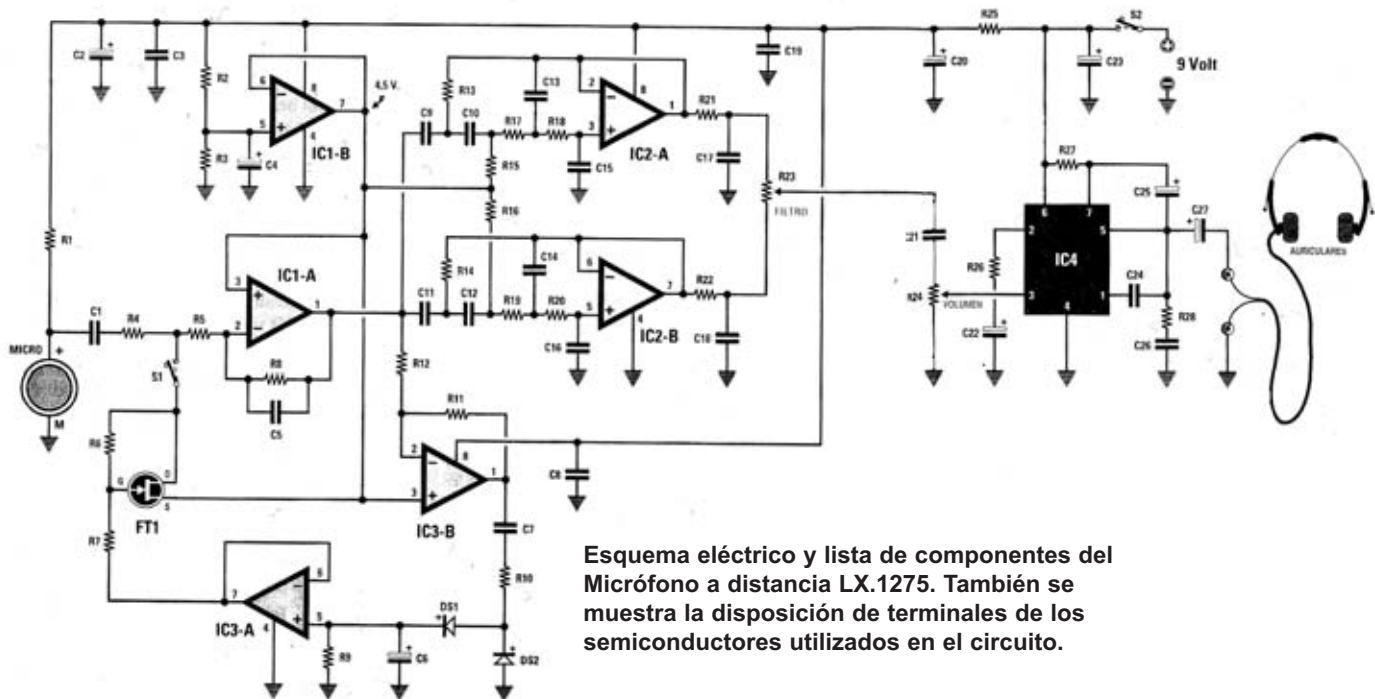 R25
S2
C2
C3
R2
6
8
7
4,5 V.
5
4
R3
C4
IC1-B
C19
C20
C23
9 Volt
R13
C13
2
8
1
R21
C9
C10
R17
R18
3
IC2-A
R15
C15
C17
R23
FILTRO
R16
R27
C25
C27
6
7
2
5
IC4
3
1
4
R26
C24
R28
C22
C26
R24
VOLUMEN
AURICULARES
R1
IC1-A
3
1
2
C1
R4
R5
MICRO
M
S1
R8
C5
R14
C14
6
7
R22
C11
C12
R19
R20
5
4
IC2-B
C16
C18
R12
R11
2
8
1
3
IC3-B
C8
C7
R10
R6
G
D
S
FT1
R7
7
6
5
4
IC3-A
R9
C6
DS1
DS2
Esquema eléctrico y lista de componentes del
Micrófono a distancia LX.1275. También se
muestra la disposición de terminales de los
semiconductores utilizados en el circuito.